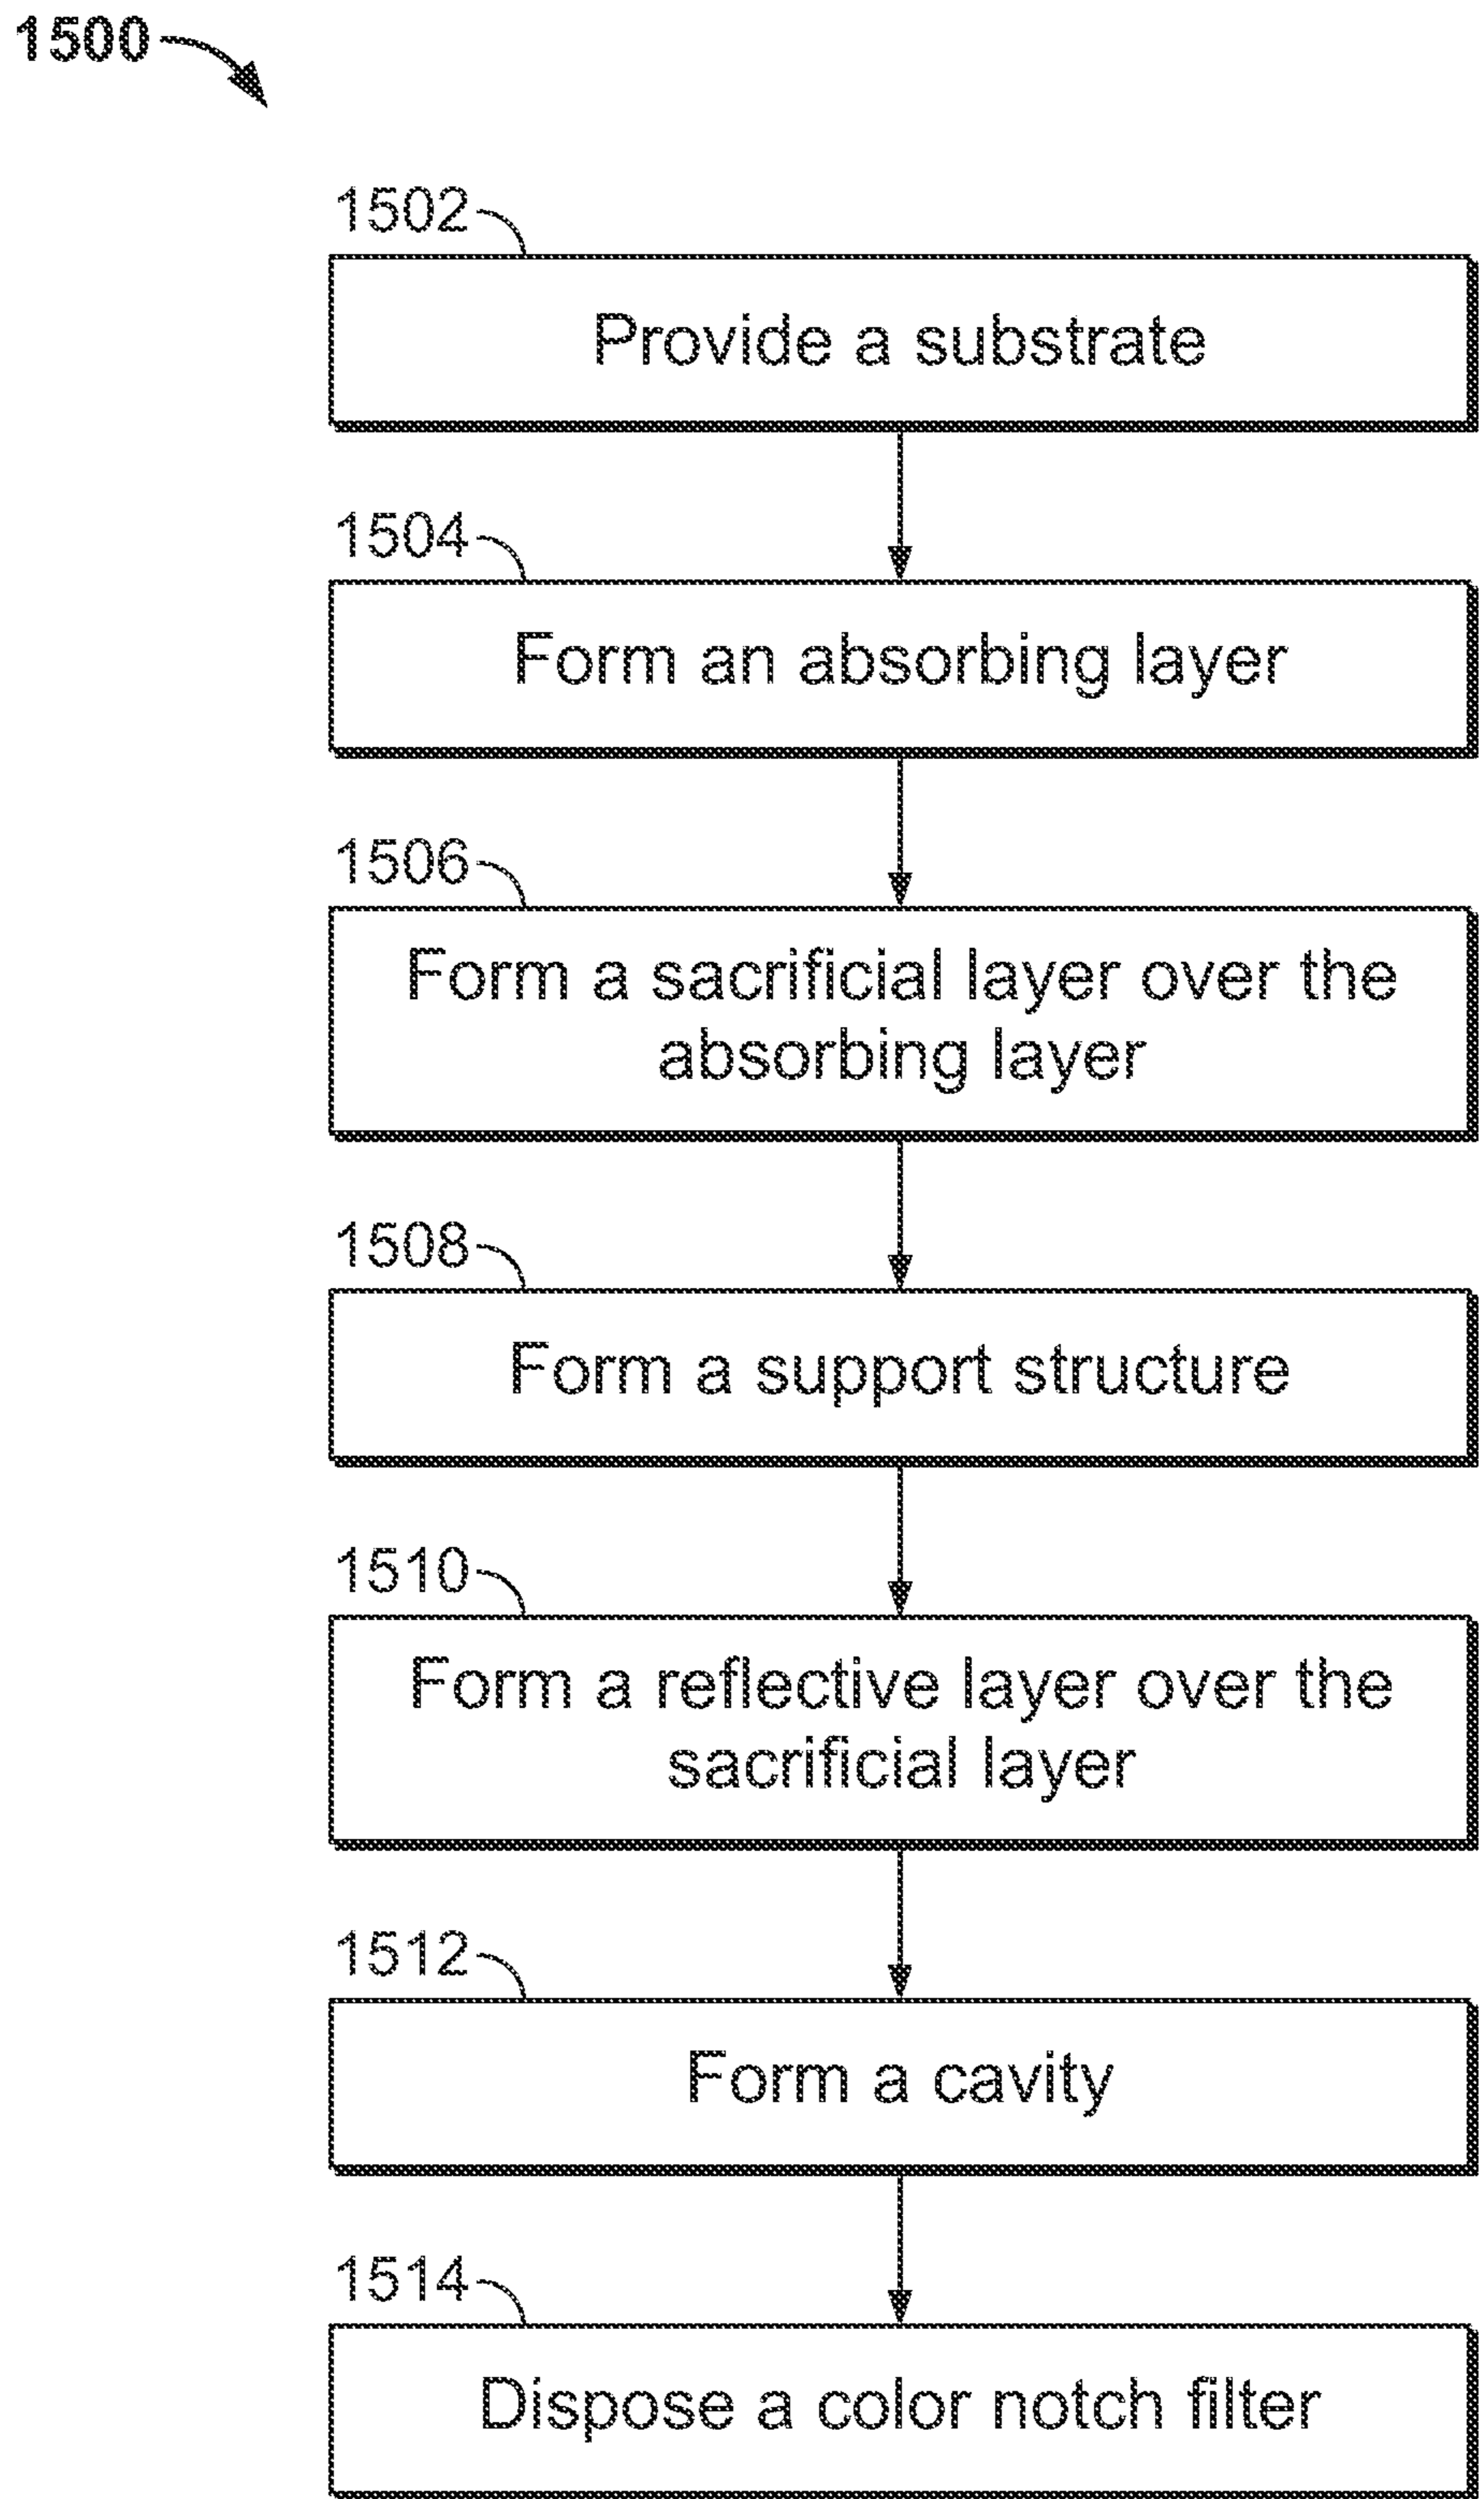 1500
1502
Provide a substrate
1504
Form an absorbing layer
1506
Form a sacrificial layer over the
absorbing layer
1508
Form a support structure
1510
Form a reflective layer over the
sacrificial layer
1512
Form a cavity
1514
Dispose a color notch filter